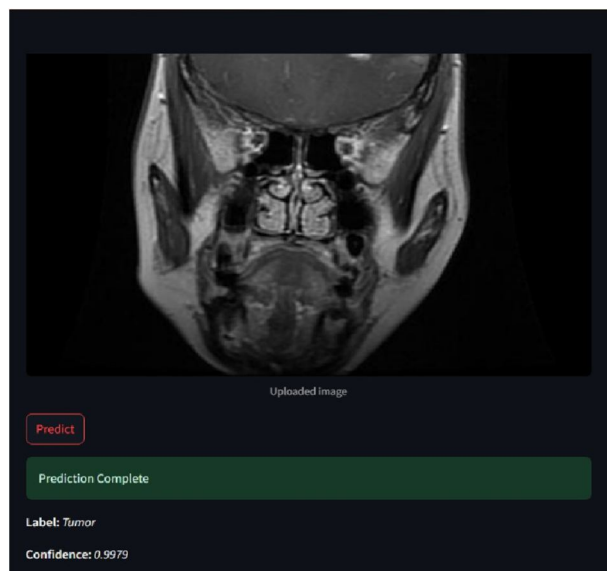 Uploaded image
Predict
Prediction Complete
Label: Tumor
Confidence: 0.9979